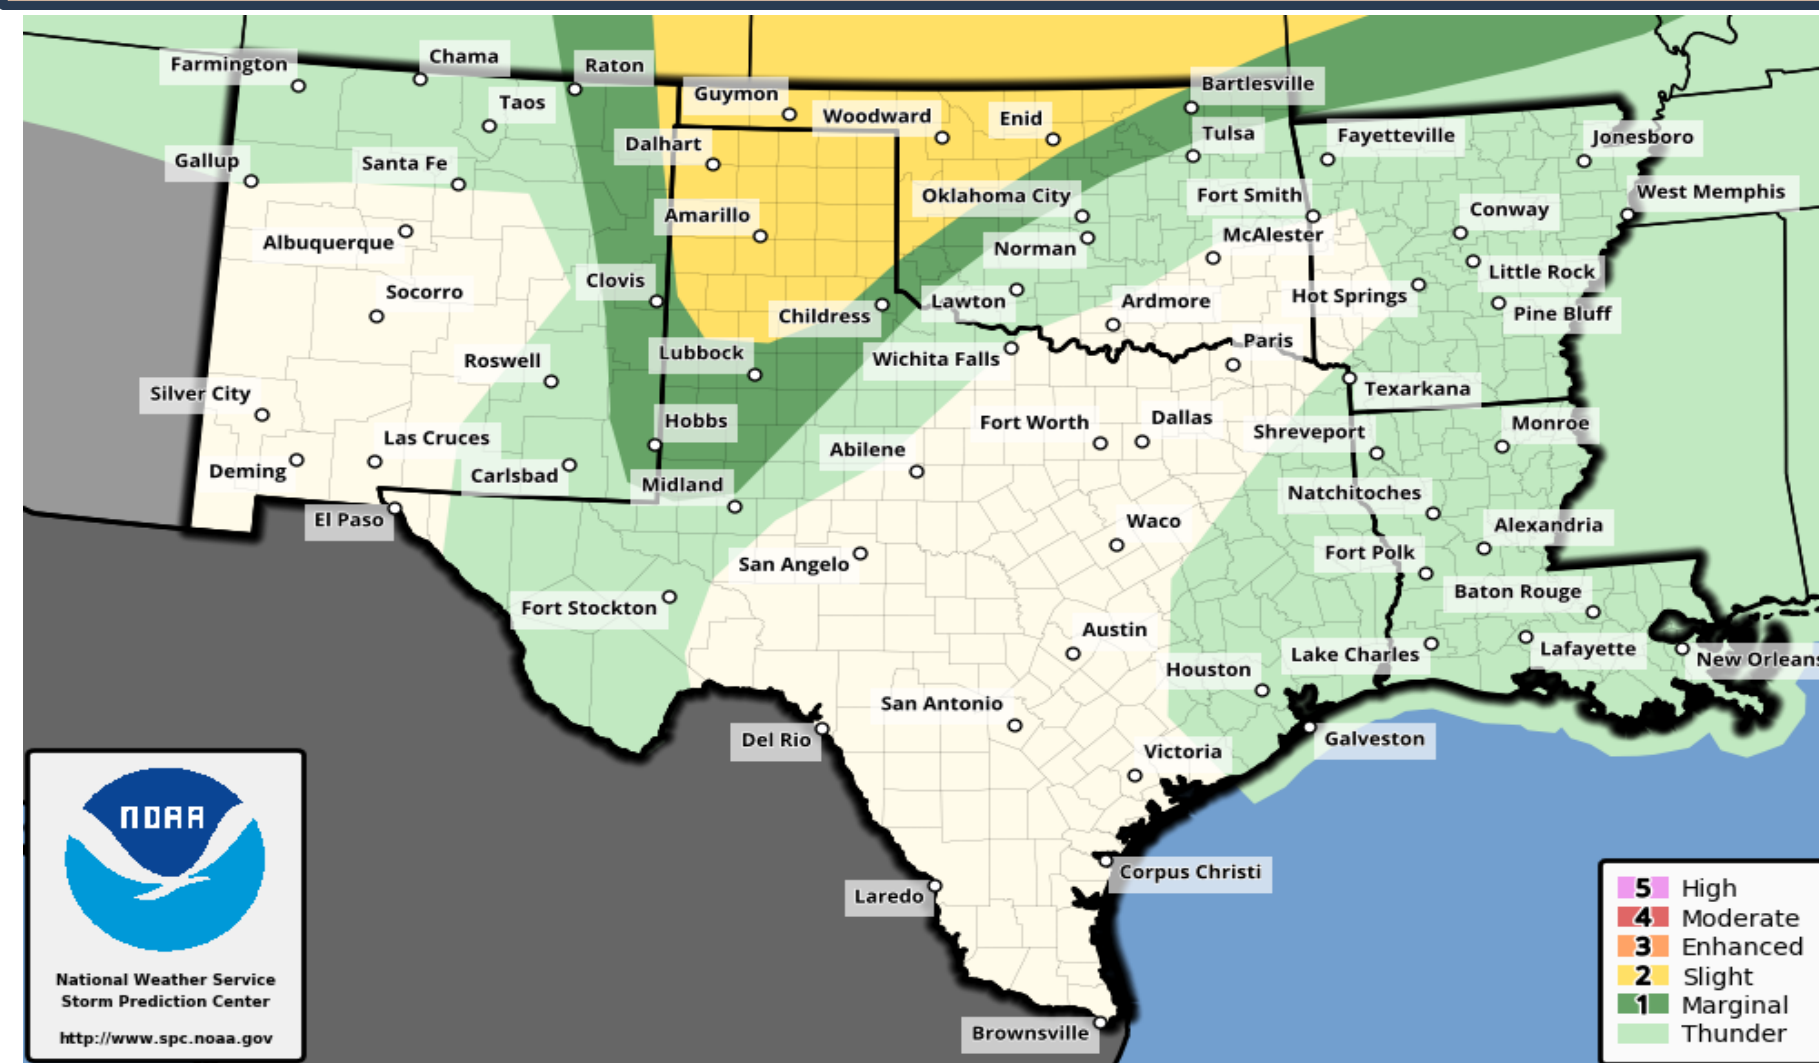 Farmington
Chama
Raton
Taos
Guymon
Woodward
Enid
Bartlesville
Dalhart
Tulsa
Fayetteville
Jonesboro
Gallup
Santa Fe
Oklahoma City
Fort Smith
West Memphis
Amarillo
Conway
Albuquerque
Norman
McAlester
Clovis
Socorro
Lawton
Ardmore
Hot Springs
Little Rock
Childress
Pine Bluff
Roswell
Lubbock
Wichita Falls
Paris
Silver City
Texarkana
Hobbs
Fort Worth
Dallas
Shreveport
Monroe
Las Cruces
Abilene
Deming
Carlsbad
Midland
Natchitoches
El Paso
Waco
Alexandria
San Angelo
Fort Polk
Fort Stockton
Baton Rouge
Austin
Houston
Lake Charles
Lafayette
New Orleans
San Antonio
Del Rio
Victoria
Galveston
Corpus Christi
Laredo
Brownsville
NOAA
National Weather Service
Storm Prediction Center
http://www.spc.noaa.gov
5 High
4 Moderate
3 Enhanced
2 Slight
1 Marginal
Thunder